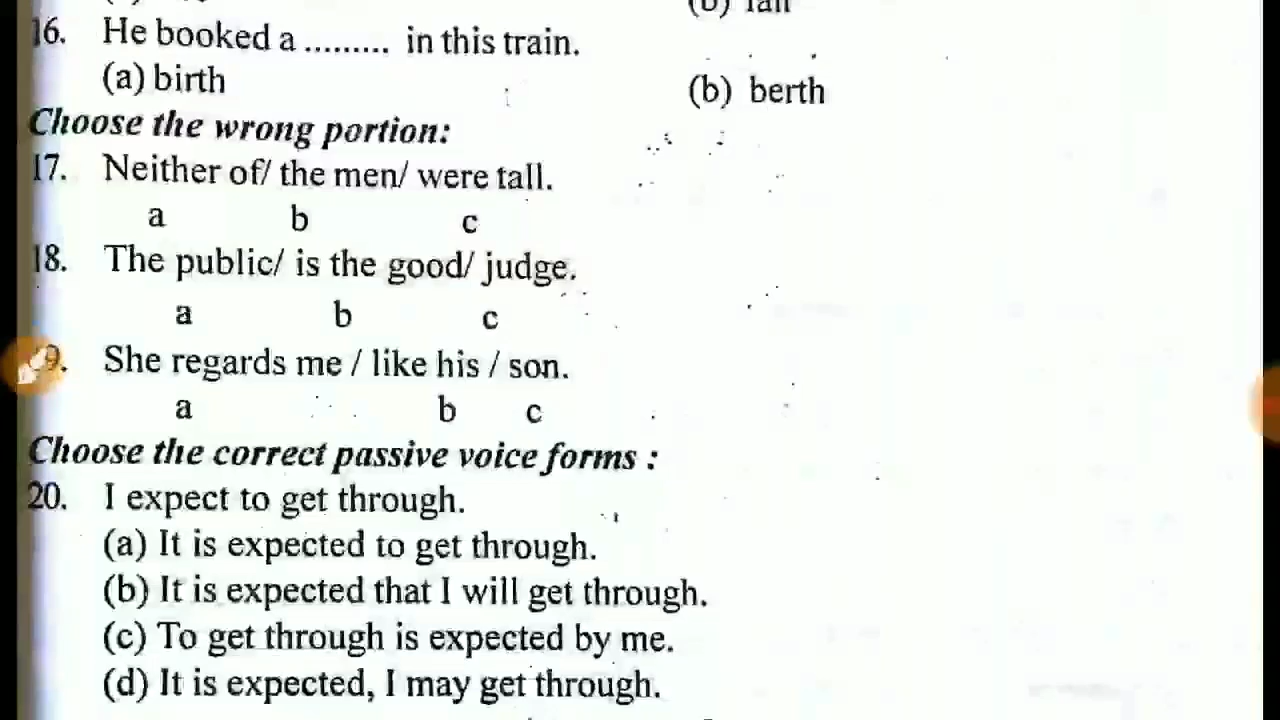 (b) fall
16. He booked a ......... in this train.
(a) birth (b) berth
Choose the wrong portion:
17. Neither of/ the men/ were tall.
a b c
18. The public/ is the good/ judge.
a b c
9. She regards me / like his / son.
a b c
Choose the correct passive voice forms :
20. I expect to get through.
(a) It is expected to get through.
(b) It is expected that I will get through.
(c) To get through is expected by me.
(d) It is expected, I may get through.